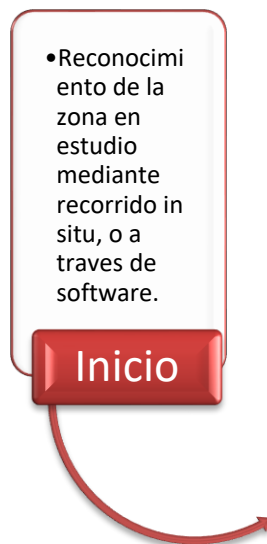 •Reconocimi
ento de la
zona en
estudio
mediante
recorrido in
situ, o a
traves de
software.
Inicio